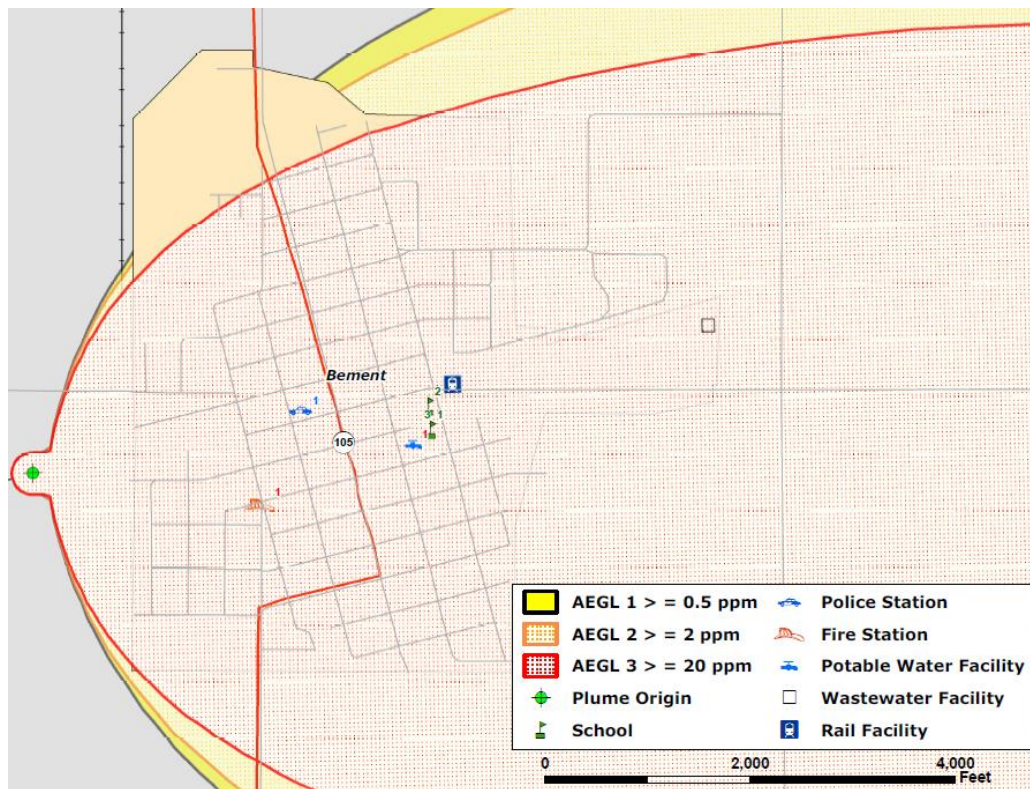 Bement
1
2
3 1
1
105
1
AEGL 1 > = 0.5 ppm
Police Station
AEGL 2 > = 2 ppm
Fire Station
AEGL 3 > = 20 ppm
Potable Water Facility
Plume Origin
Wastewater Facility
School
Rail Facility
0 2,000 4,000
Feet